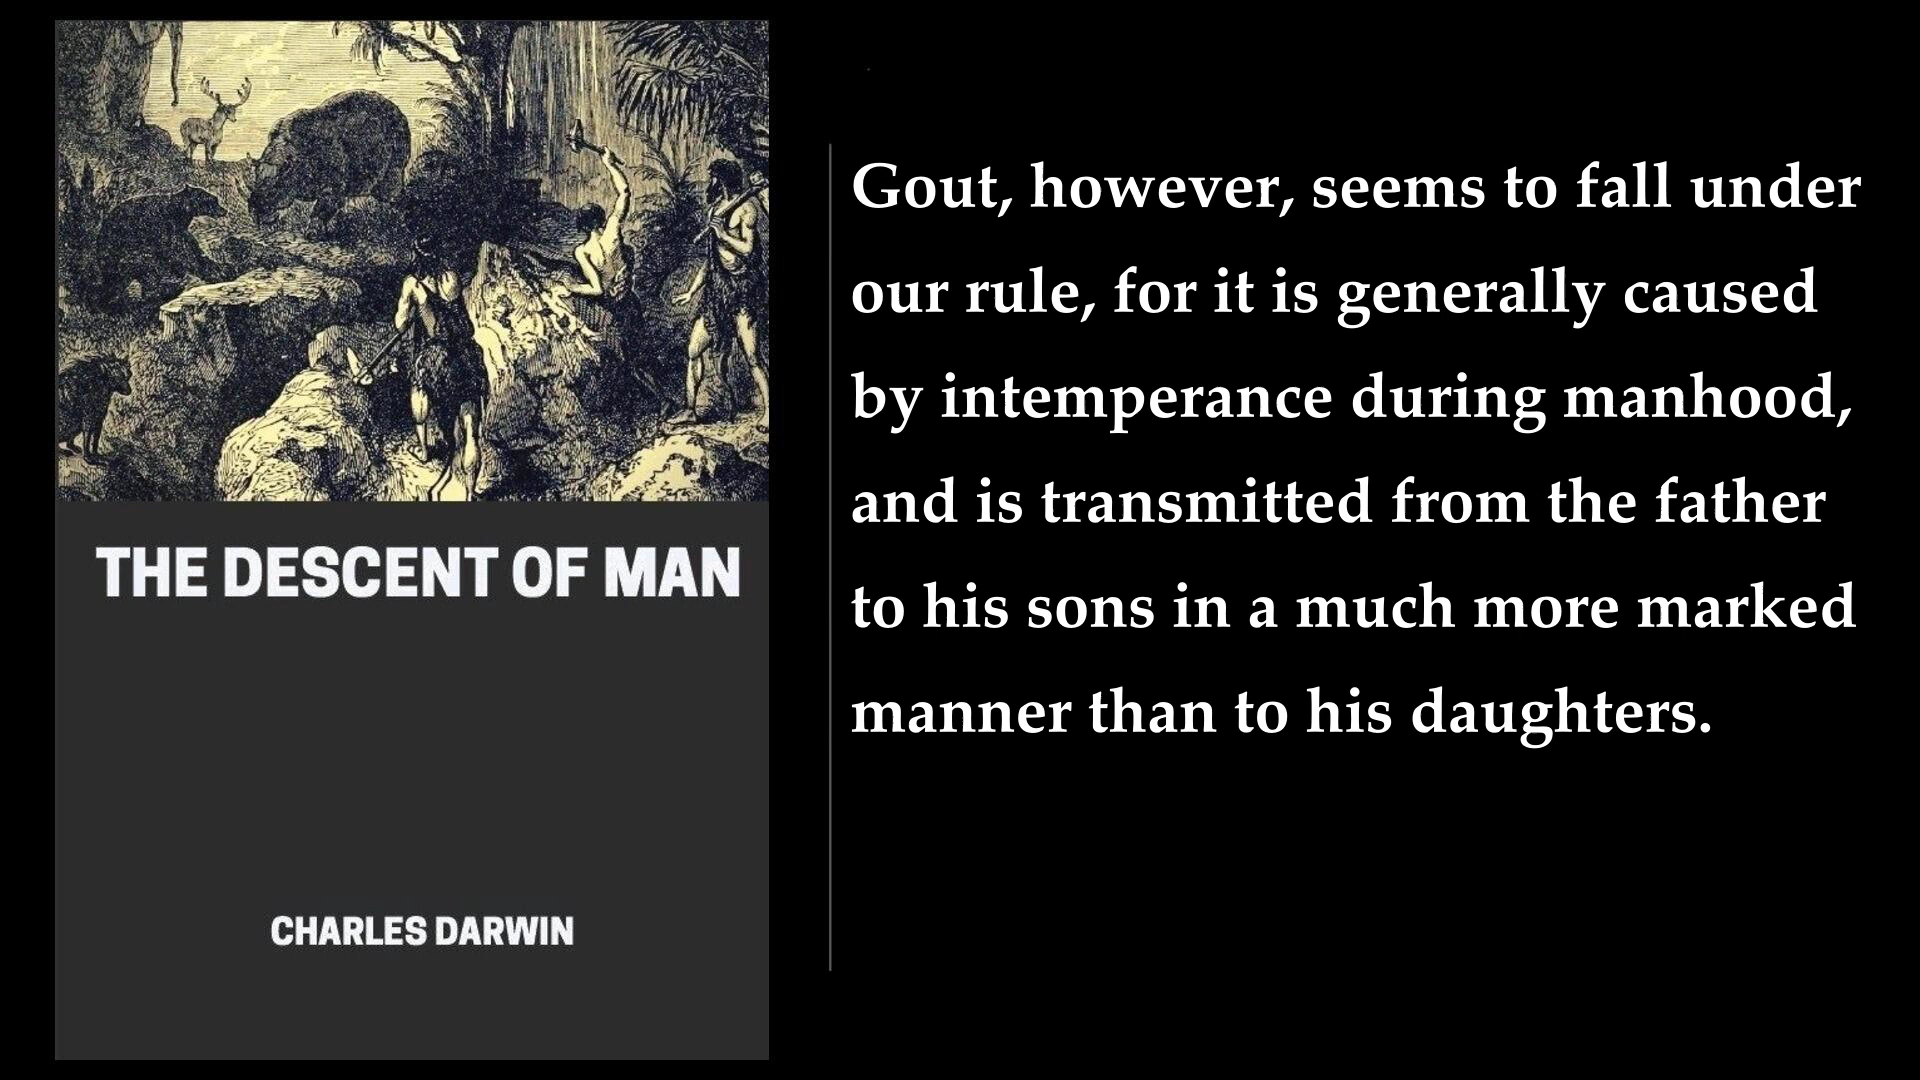 THE DESCENT OF MAN
CHARLES DARWIN
Gout, however, seems to fall under
our rule, for it is generally caused
by intemperance during manhood,
and is transmitted from the father
to his sons in a much more marked
manner than to his daughters.